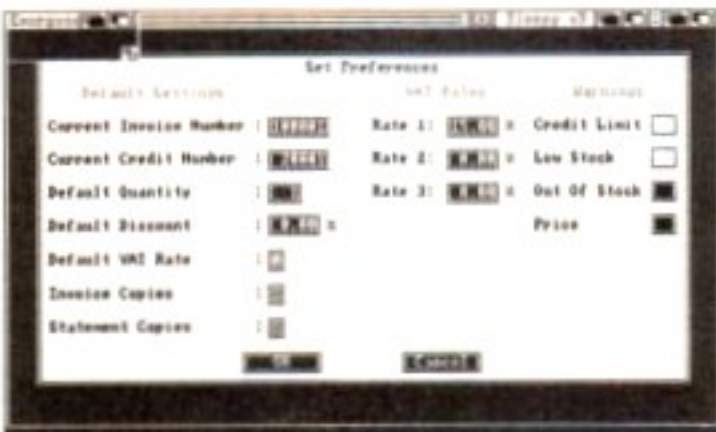 Set Preferences
Default Settings VAT Rates Warnings
Current Invoice Number : Rate 1: % Credit Limit
Current Credit Number : Rate 2: % Low Stock
Default Quantity : Rate 3: % Out Of Stock
Default Discount : % Price
Default VAT Rate :
Invoice Copies :
Statement Copies :
OK Cancel